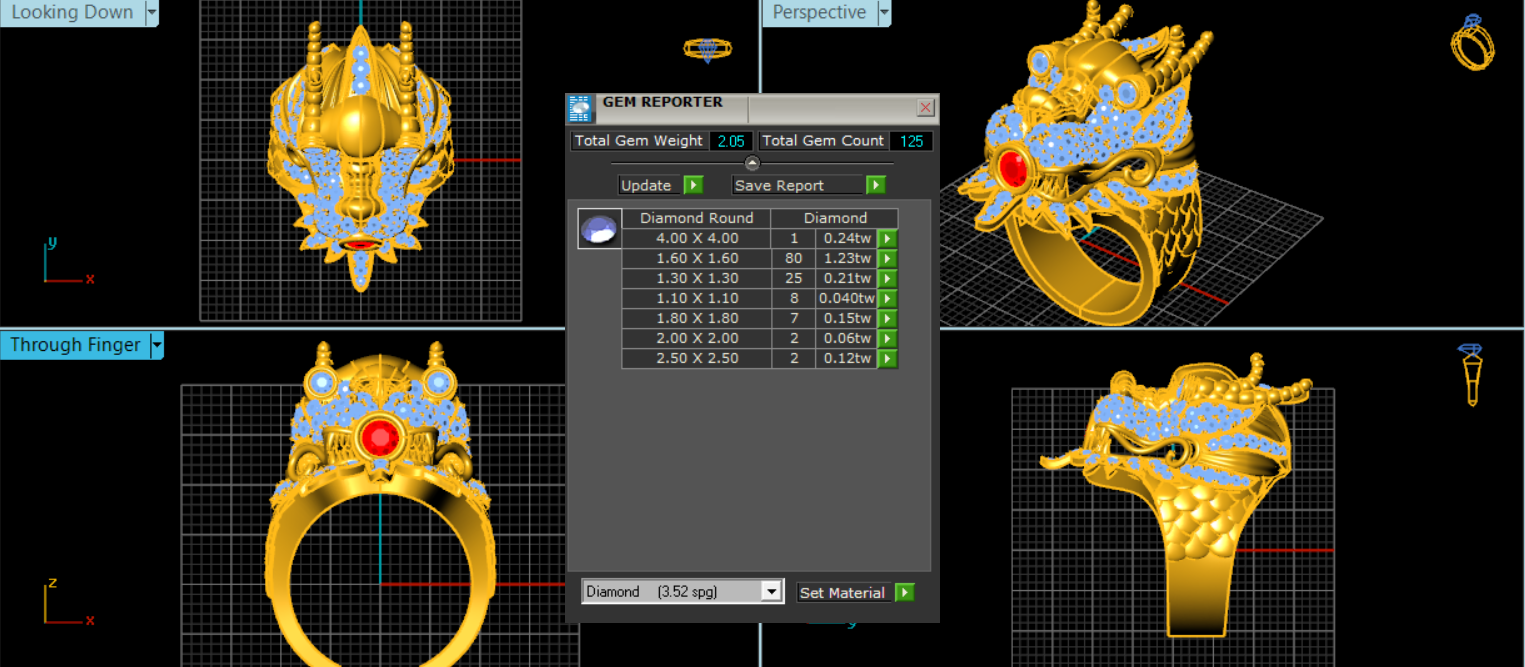 Looking Down
Perspective
GEM REPORTER
Total Gem Weight 2.05 Total Gem Count 125
Update Save Report
Diamond Round Diamond
4.00 X 4.00 1 0.24tw
1.60 X 1.60 80 1.23tw
1.30 X 1.30 25 0.21tw
1.10 X 1.10 8 0.040tw
1.80 X 1.80 7 0.15tw
2.00 X 2.00 2 0.06tw
2.50 X 2.50 2 0.12tw
Diamond (3.52 spg) Set Material
y
x
Through Finger
z
x
y